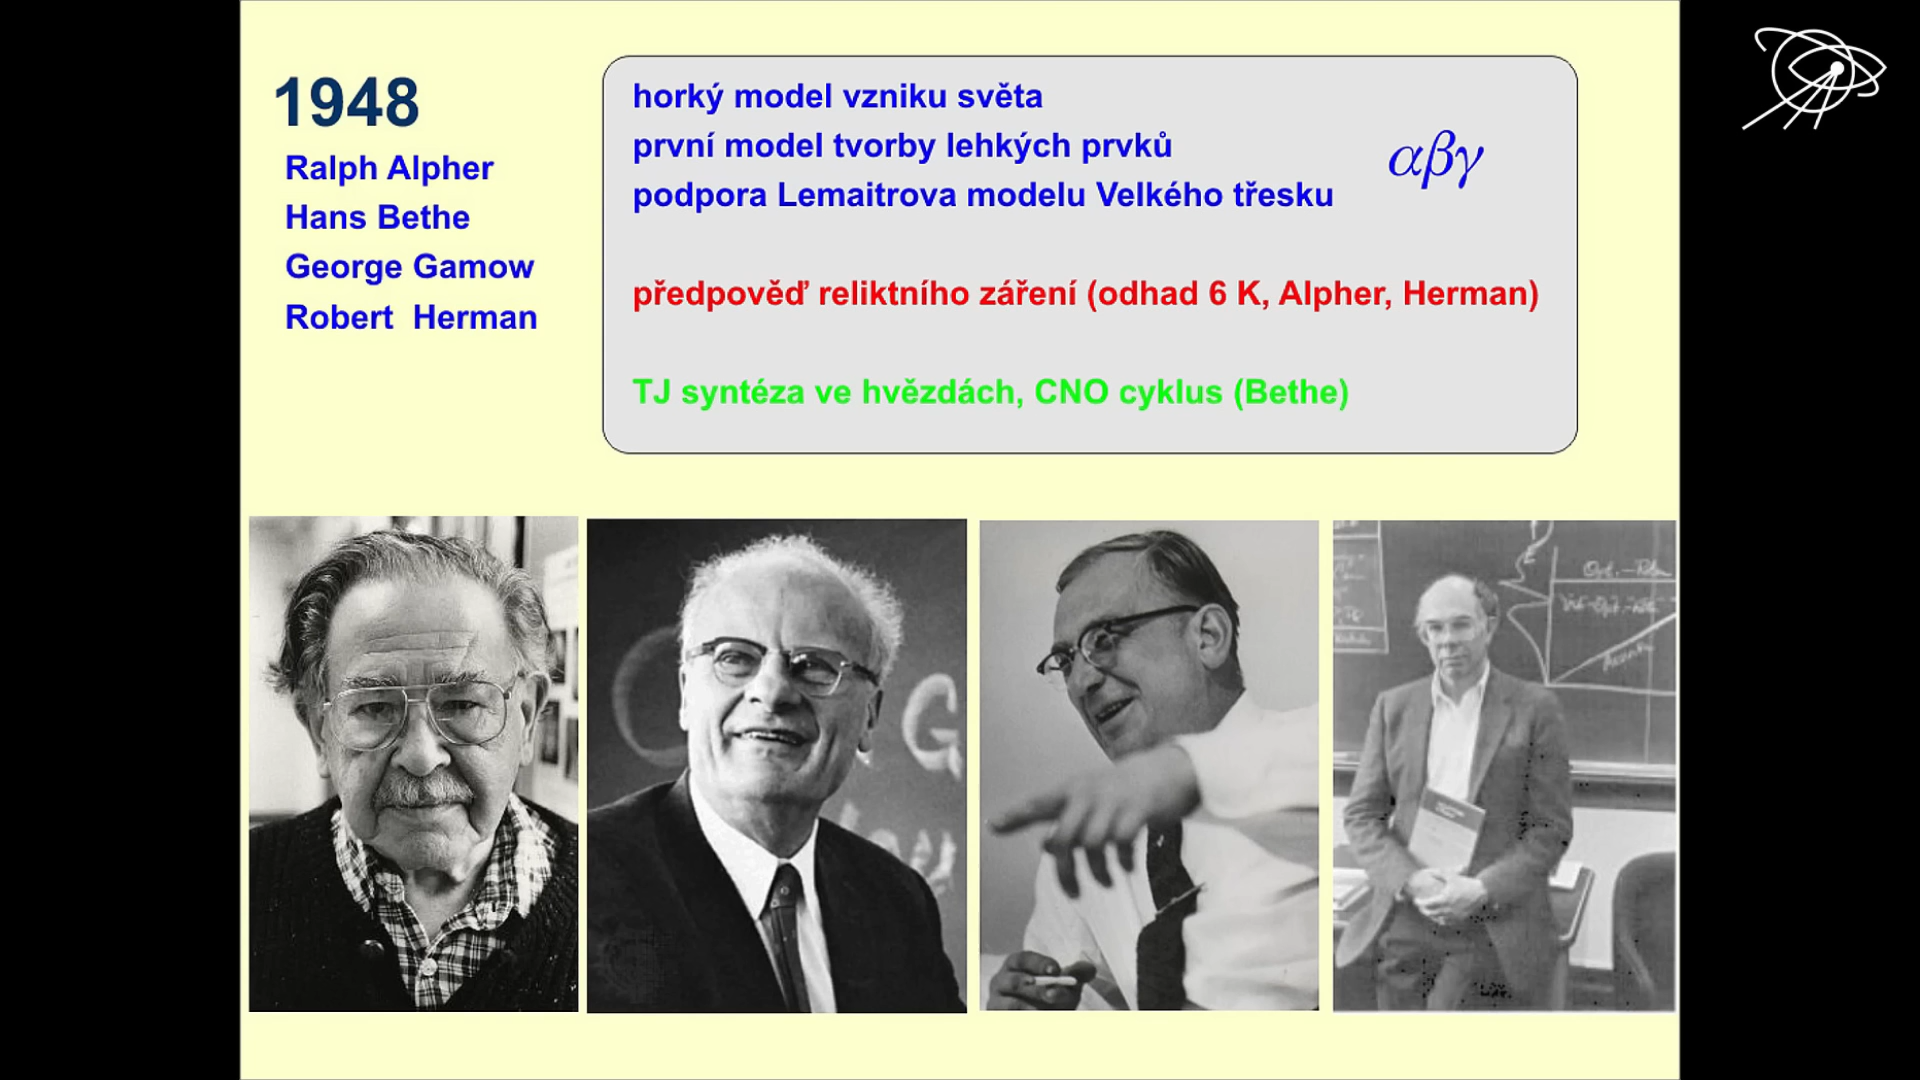 1948
Ralph Alpher
Hans Bethe
George Gamow
Robert Herman
horký model vzniku světa
první model tvorby lehkých prvků
podpora Lemaitrova modelu Velkého třesku
αβγ
předpověď reliktního záření (odhad 6 K, Alpher, Herman)
TJ syntéza ve hvězdách, CNO cyklus (Bethe)
G